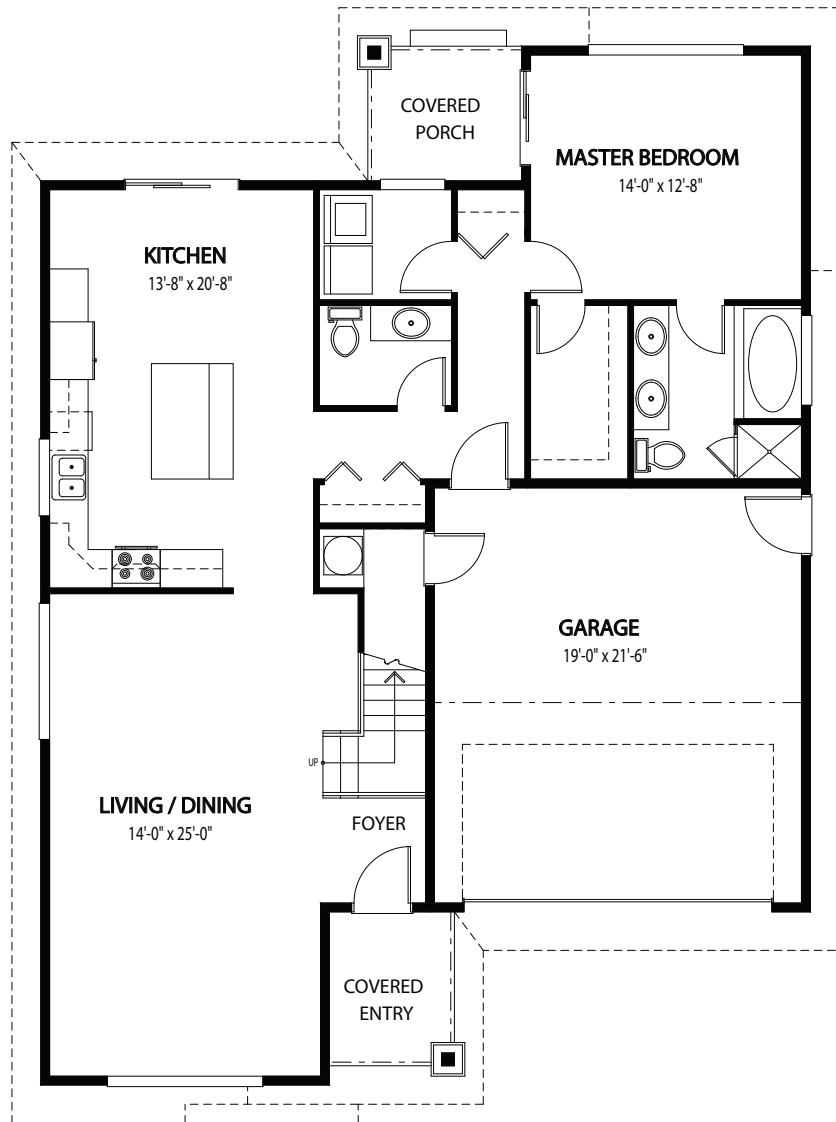 COVERED
PORCH
MASTER BEDROOM
14'-0" x 12'-8"
KITCHEN
13'-8" x 20'-8"
GARAGE
19'-0" x 21'-6"
UP
LIVING / DINING
14'-0" x 25'-0"
FOYER
COVERED
ENTRY